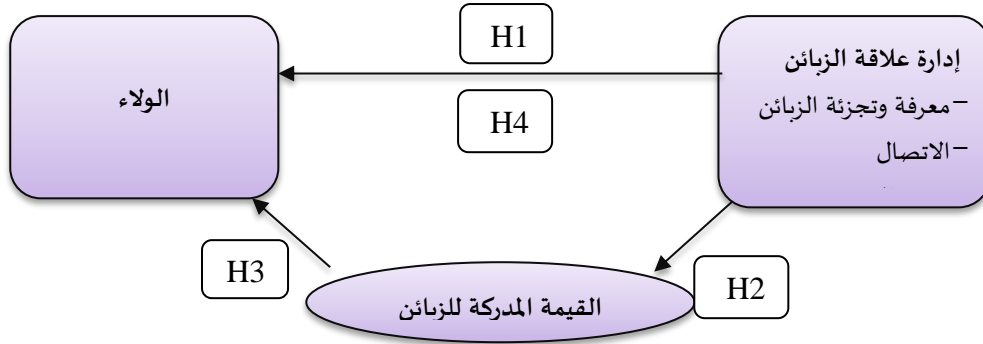 إدارة علاقة الزبائن
-معرفة وتجزئة الزبائن
-الاتصال
H1
H4
الولاء
H2
القيمة المدركة للزبائن
H3